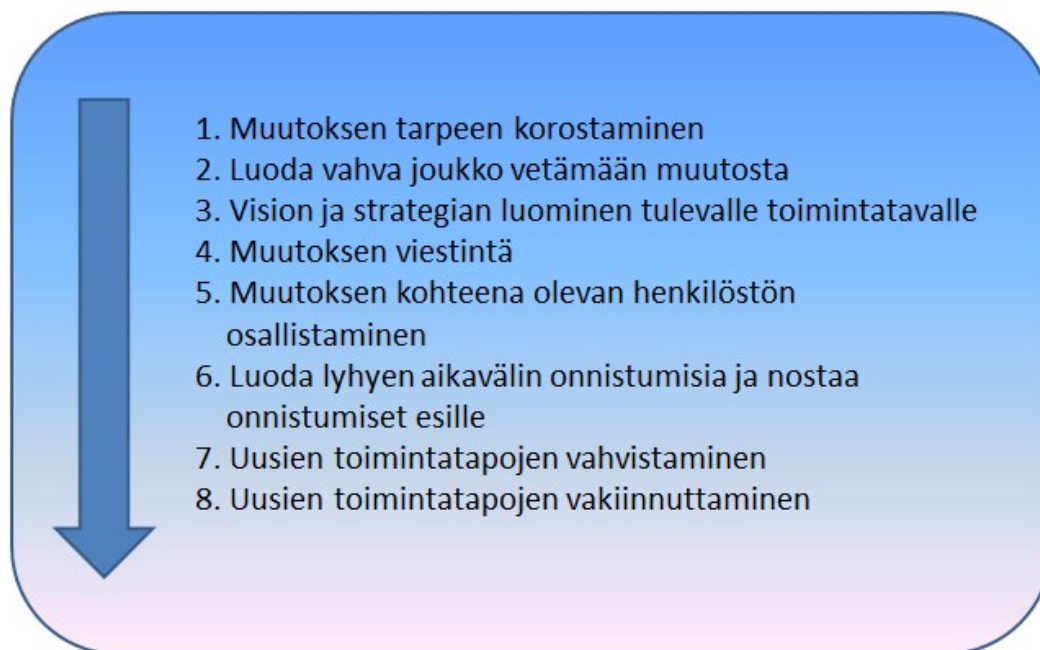 1. Muutoksen tarpeen korostaminen
2. Luoda vahva joukko vetämään muutosta
3. Vision ja strategian luominen tulevalle toimintatavalle
4. Muutoksen viestintä
5. Muutoksen kohteena olevan henkilöstön
osallistaminen
6. Luoda lyhyen aikavälin onnistumisia ja nostaa
onnistumiset esille
7. Uusien toimintatapojen vahvistaminen
8. Uusien toimintatapojen vakiinnuttaminen